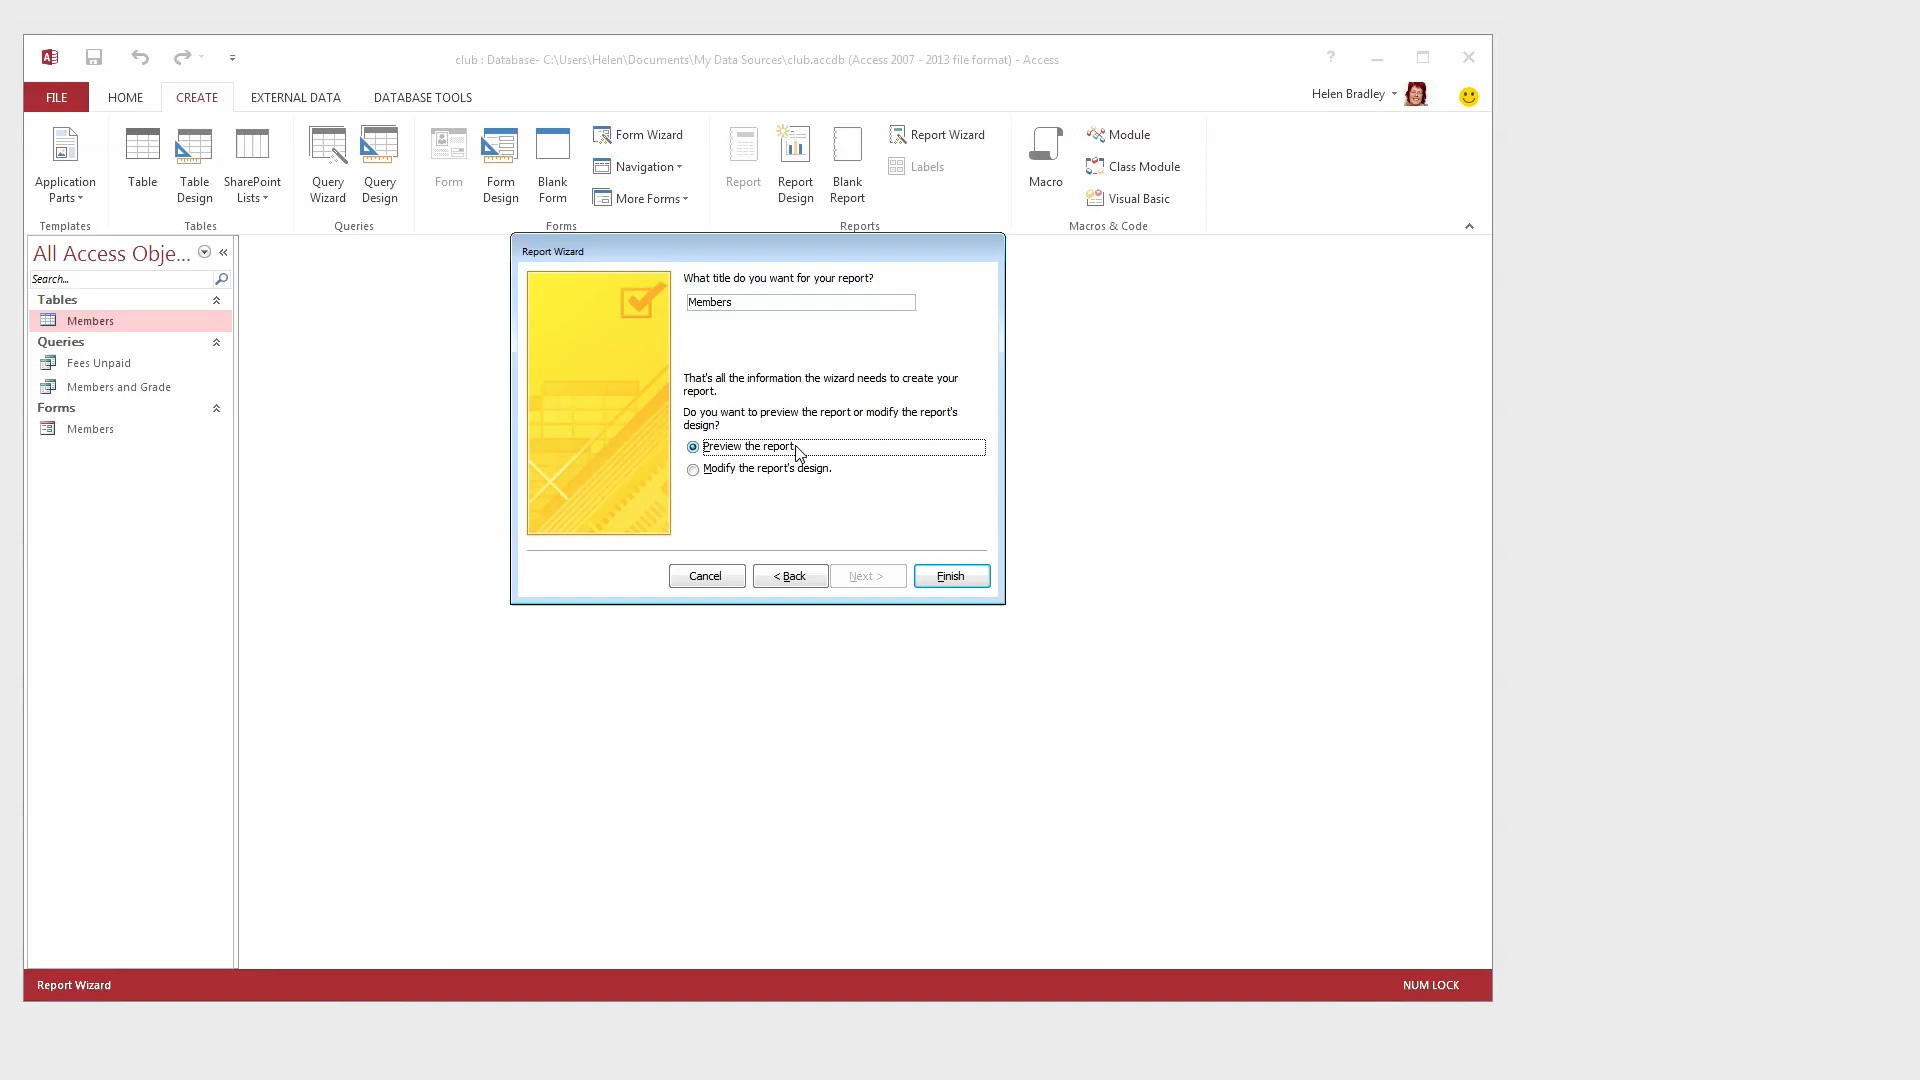 club : Database- C:\Users\Helen\Documents\My Data Sources\club.accdb (Access 2007 - 2013 file format) - Access
?
FILE
HOME
CREATE
EXTERNAL DATA
DATABASE TOOLS
Helen Bradley
Application
Parts
Table
Table
Design
SharePoint
Lists
Query
Wizard
Query
Design
Form
Form
Design
Blank
Form
Form Wizard
Navigation
More Forms
Report
Report
Design
Blank
Report
Report Wizard
Labels
Macro
Module
Class Module
Visual Basic
Templates
Tables
Queries
Forms
Reports
Macros & Code
All Access Obje...
Search...
Tables
Members
Queries
Fees Unpaid
Members and Grade
Forms
Members
Report Wizard
What title do you want for your report?
Members
That's all the information the wizard needs to create your
report.
Do you want to preview the report or modify the report's
design?
Preview the report.
Modify the report's design.
Cancel
< Back
Next >
Finish
Report Wizard
NUM LOCK